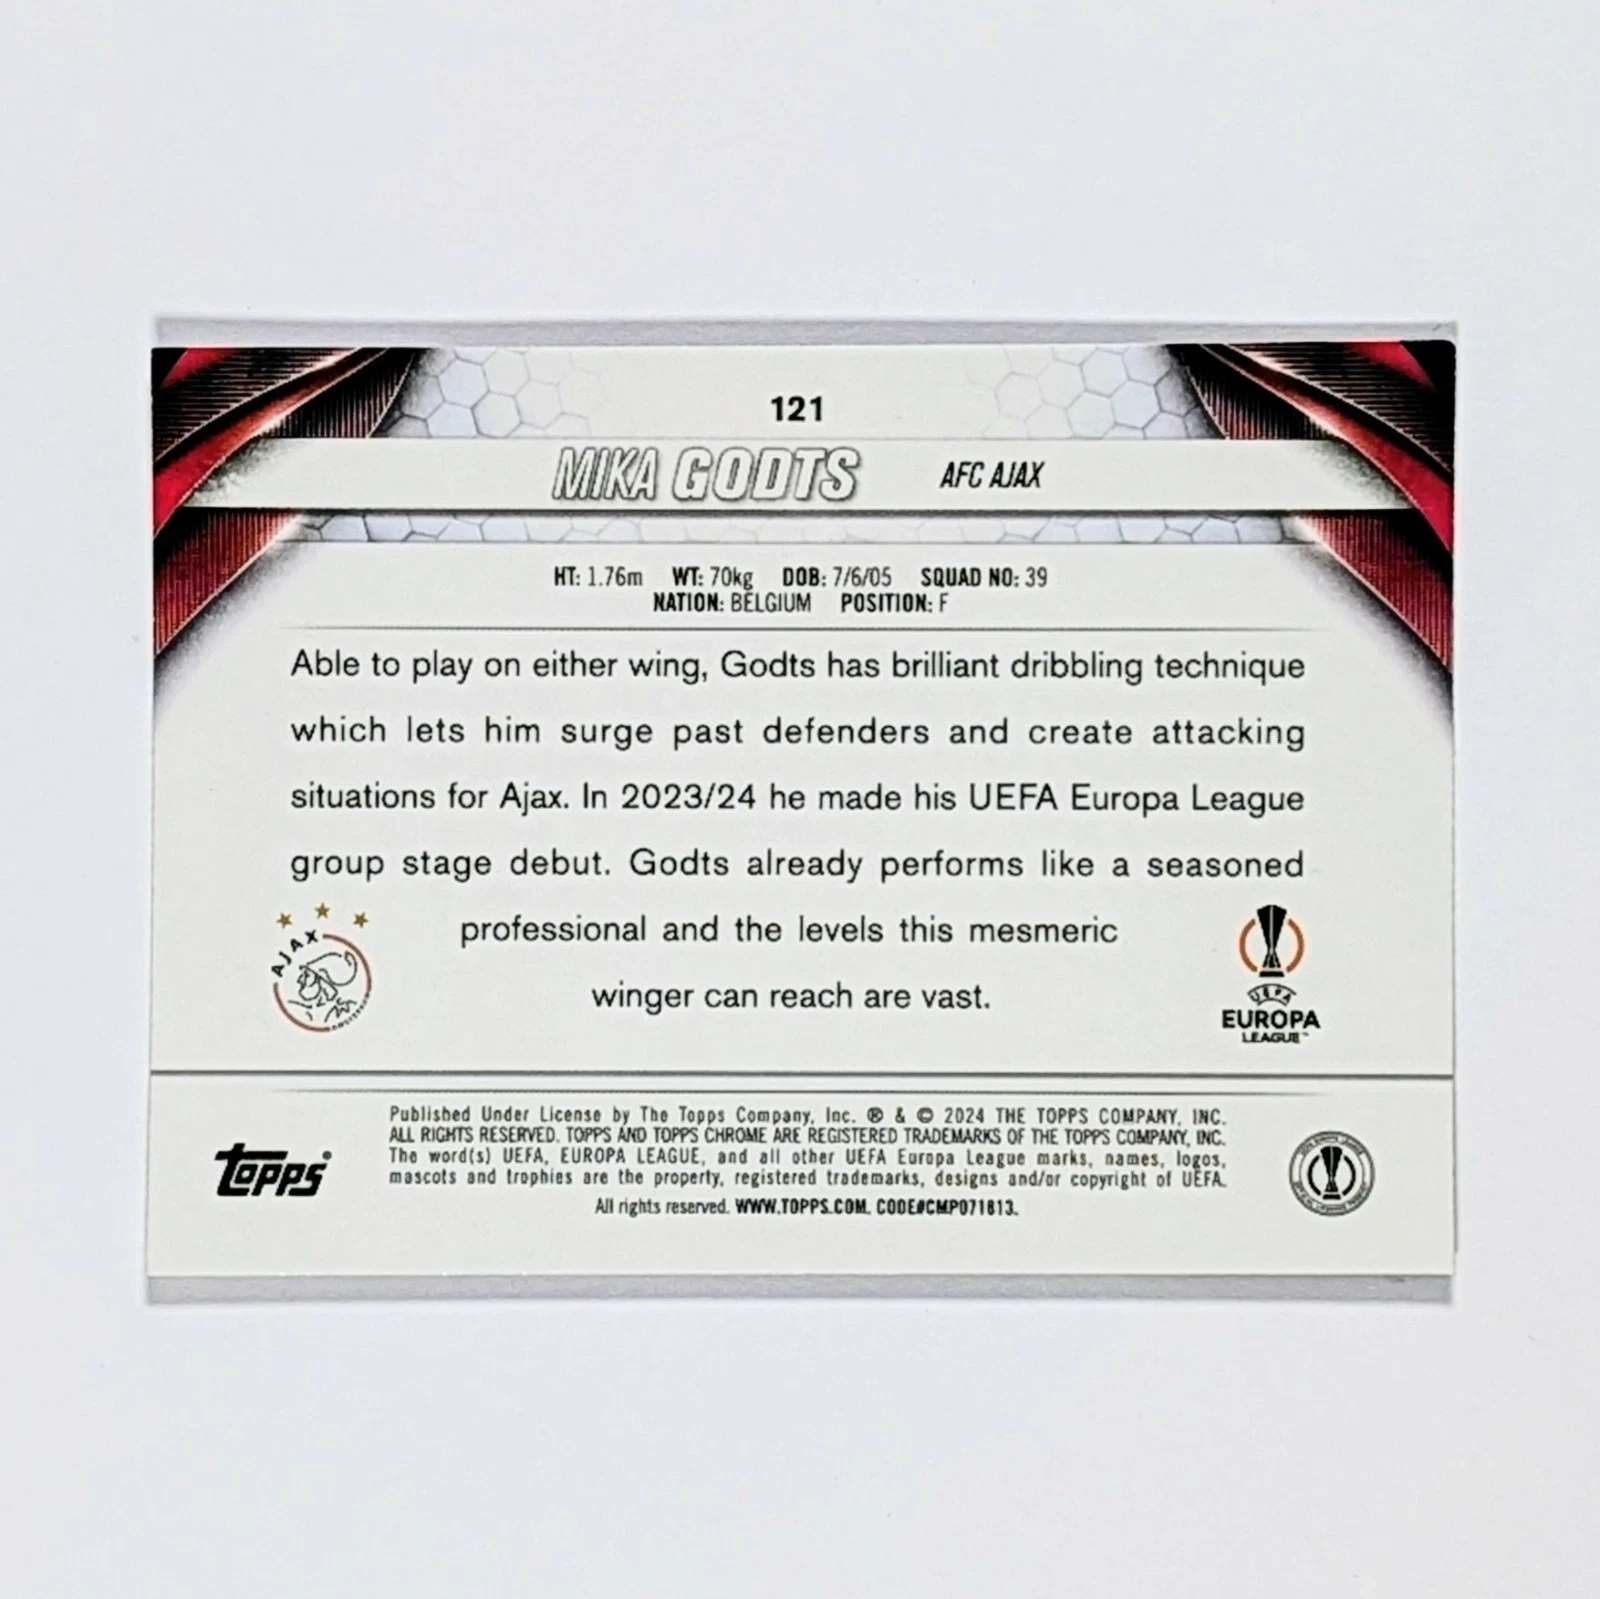 121
MIKA GODTS AFC AJAX
HT: 1.76m WT: 70kg DOB: 7/6/05 SQUAD NO: 39
NATION: BELGIUM POSITION: F
Able to play on either wing, Godts has brilliant dribbling technique
which lets him surge past defenders and create attacking
situations for Ajax. In 2023/24 he made his UEFA Europa League
group stage debut. Godts already performs like a seasoned
professional and the levels this mesmeric
winger can reach are vast.
AJAX
UEFA
EUROPA
LEAGUE™
topps®
Published Under License by The Topps Company, Inc. ® & © 2024 THE TOPPS COMPANY, INC.
ALL RIGHTS RESERVED. TOPPS AND TOPPS CHROME ARE REGISTERED TRADEMARKS OF THE TOPPS COMPANY, INC.
The word(s) UEFA, EUROPA LEAGUE, and all other UEFA Europa League marks, names, logos,
mascots and trophies are the property, registered trademarks, designs and/or copyright of UEFA.
All rights reserved. WWW.TOPPS.COM. CODE#CMP071813.